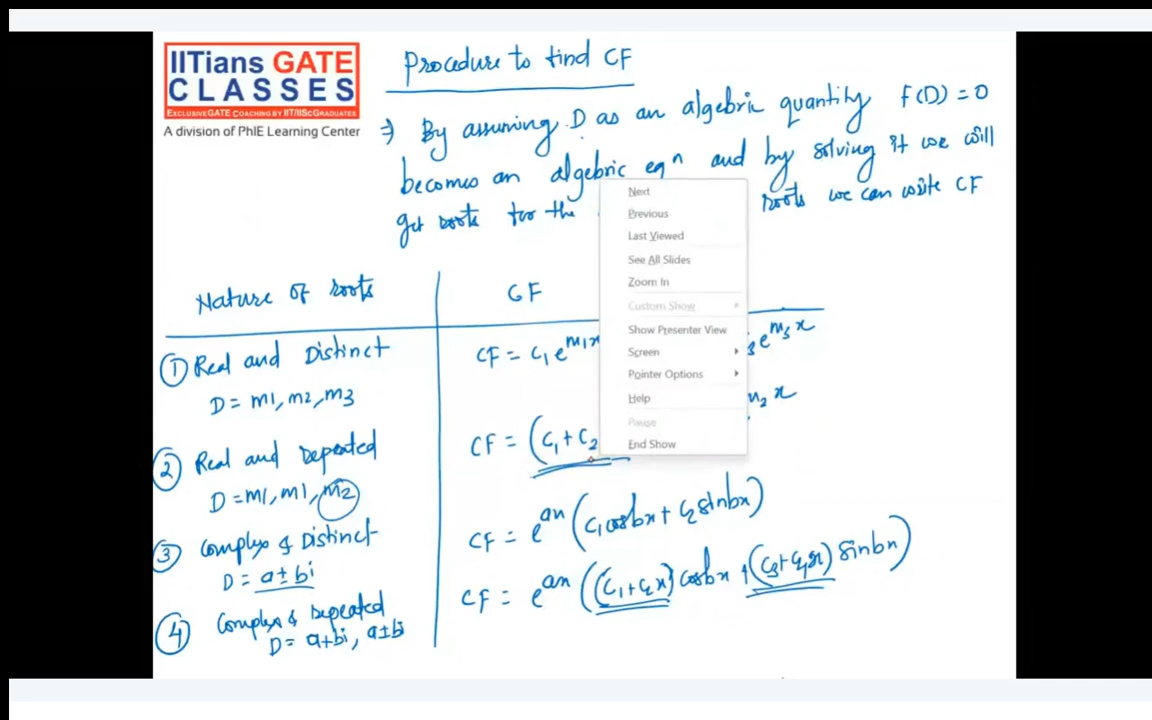 IITians GATE
CLASSES
EXCLUSIVE GATE COACHING BY IIT/IISc GRADUATES
A division of PhIE Learning Center
Procedure to find CF
⇒ By assuming D as an algebric quantity F(D) = 0
becomes an algebric eqn and by solving it we will
get roots for the roots we can write CF
Next
Previous
Last Viewed
See All Slides
Zoom In
Custom Show
Show Presenter View
Screen
Pointer Options
Help
Pause
End Show
Nature of roots CF
① Real and Distinct CF = C1 e^m1x 3 e^m3x
D = m1, m2, m3
② Real and Repeated CF = (C1 + C2 m2 x
D = m1, m1, m2
③ Complex & Distinct CF = e^ax (C1 cosbx + C2 sinbx)
D = a ± bi
④ Complex & Repeated CF = e^ax ((C1 + C2x) cosbx + (C3 + C4x) sinbx)
D = a+bi, a±bi